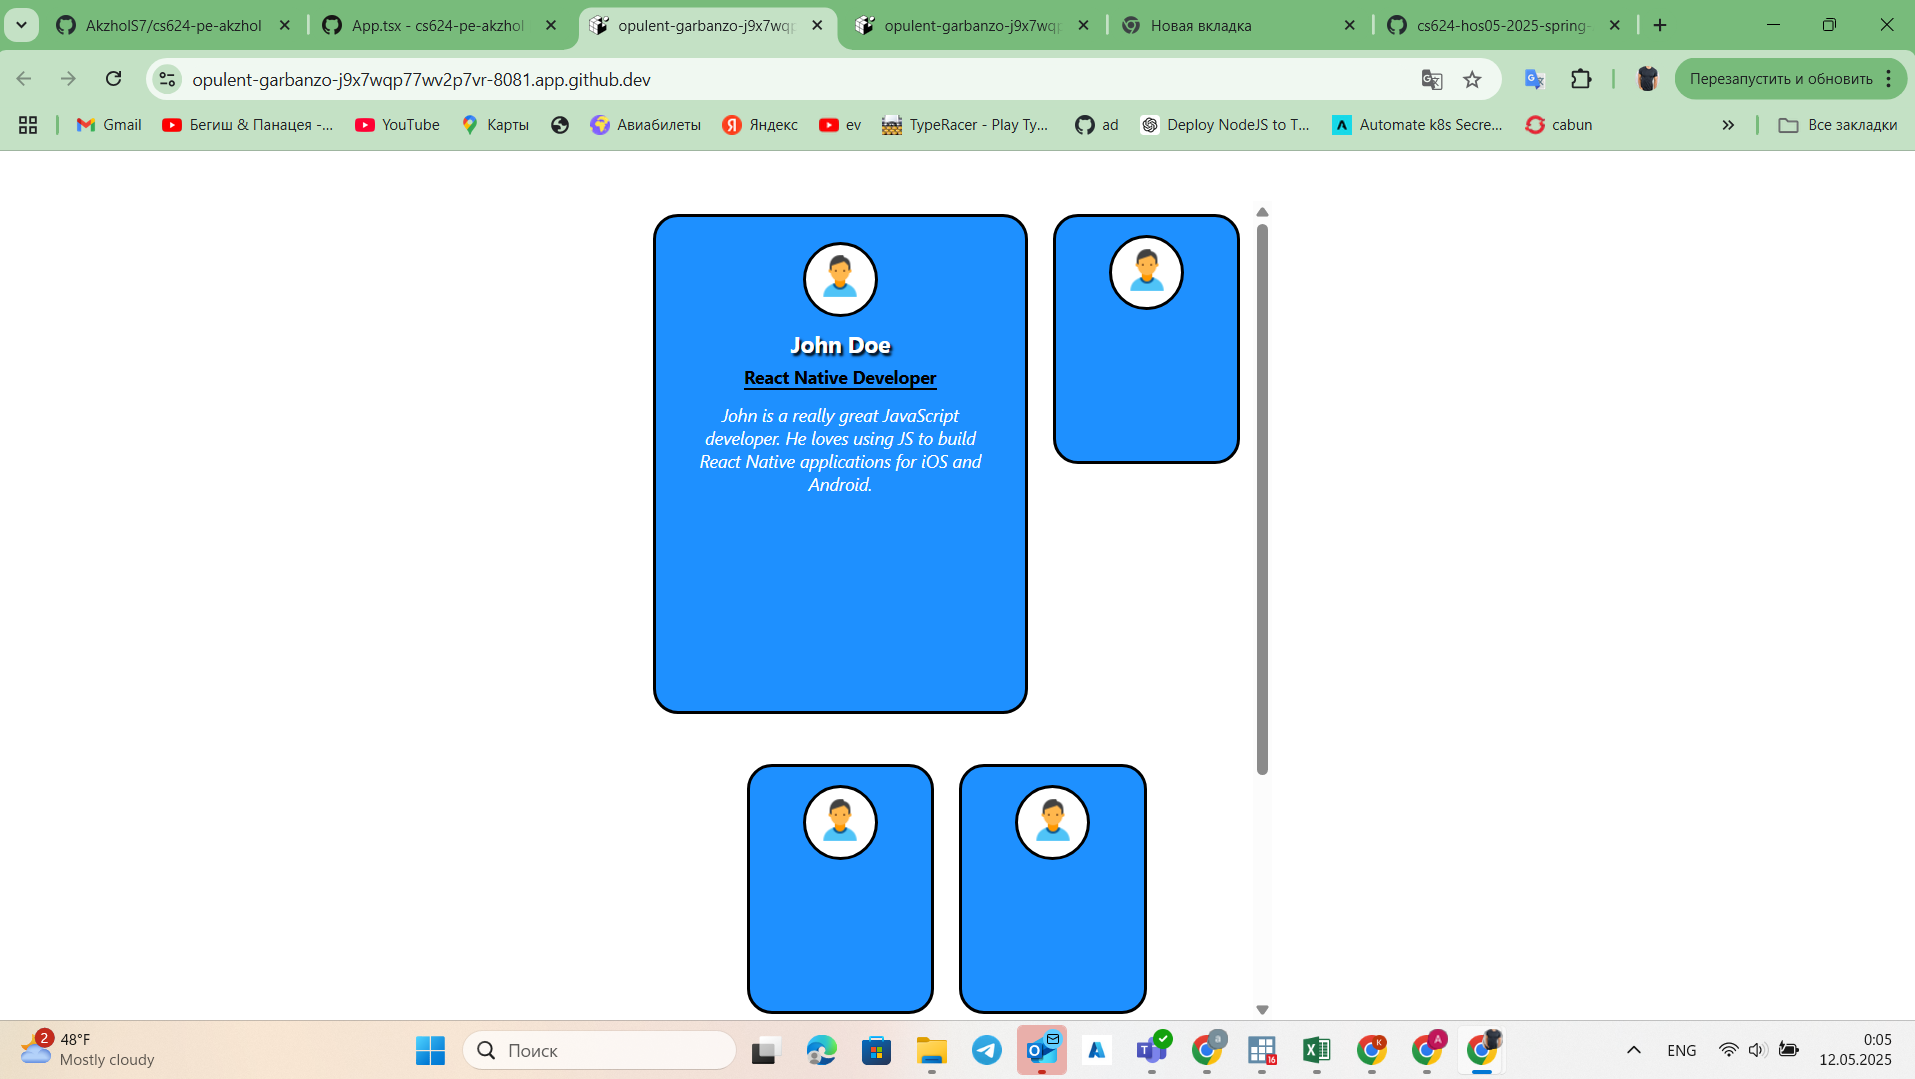 AkzholS7/cs624-pe-akzhol
App.tsx - cs624-pe-akzhol
opulent-garbanzo-j9x7wqp
opulent-garbanzo-j9x7wqp
Новая вкладка
cs624-hos05-2025-spring-
opulent-garbanzo-j9x7wqp77wv2p7vr-8081.app.github.dev
Перезапустить и обновить
Gmail
Бегиш & Панацея -...
YouTube
Карты
Авиабилеты
Яндекс
ev
TypeRacer - Play Ty...
ad
Deploy NodeJS to T...
Automate k8s Secre...
cabun
Все закладки
John Doe
React Native Developer
John is a really great JavaScript
developer. He loves using JS to build
React Native applications for iOS and
Android.
2
48°F
Mostly cloudy
Поиск
16
ENG
0:05
12.05.2025